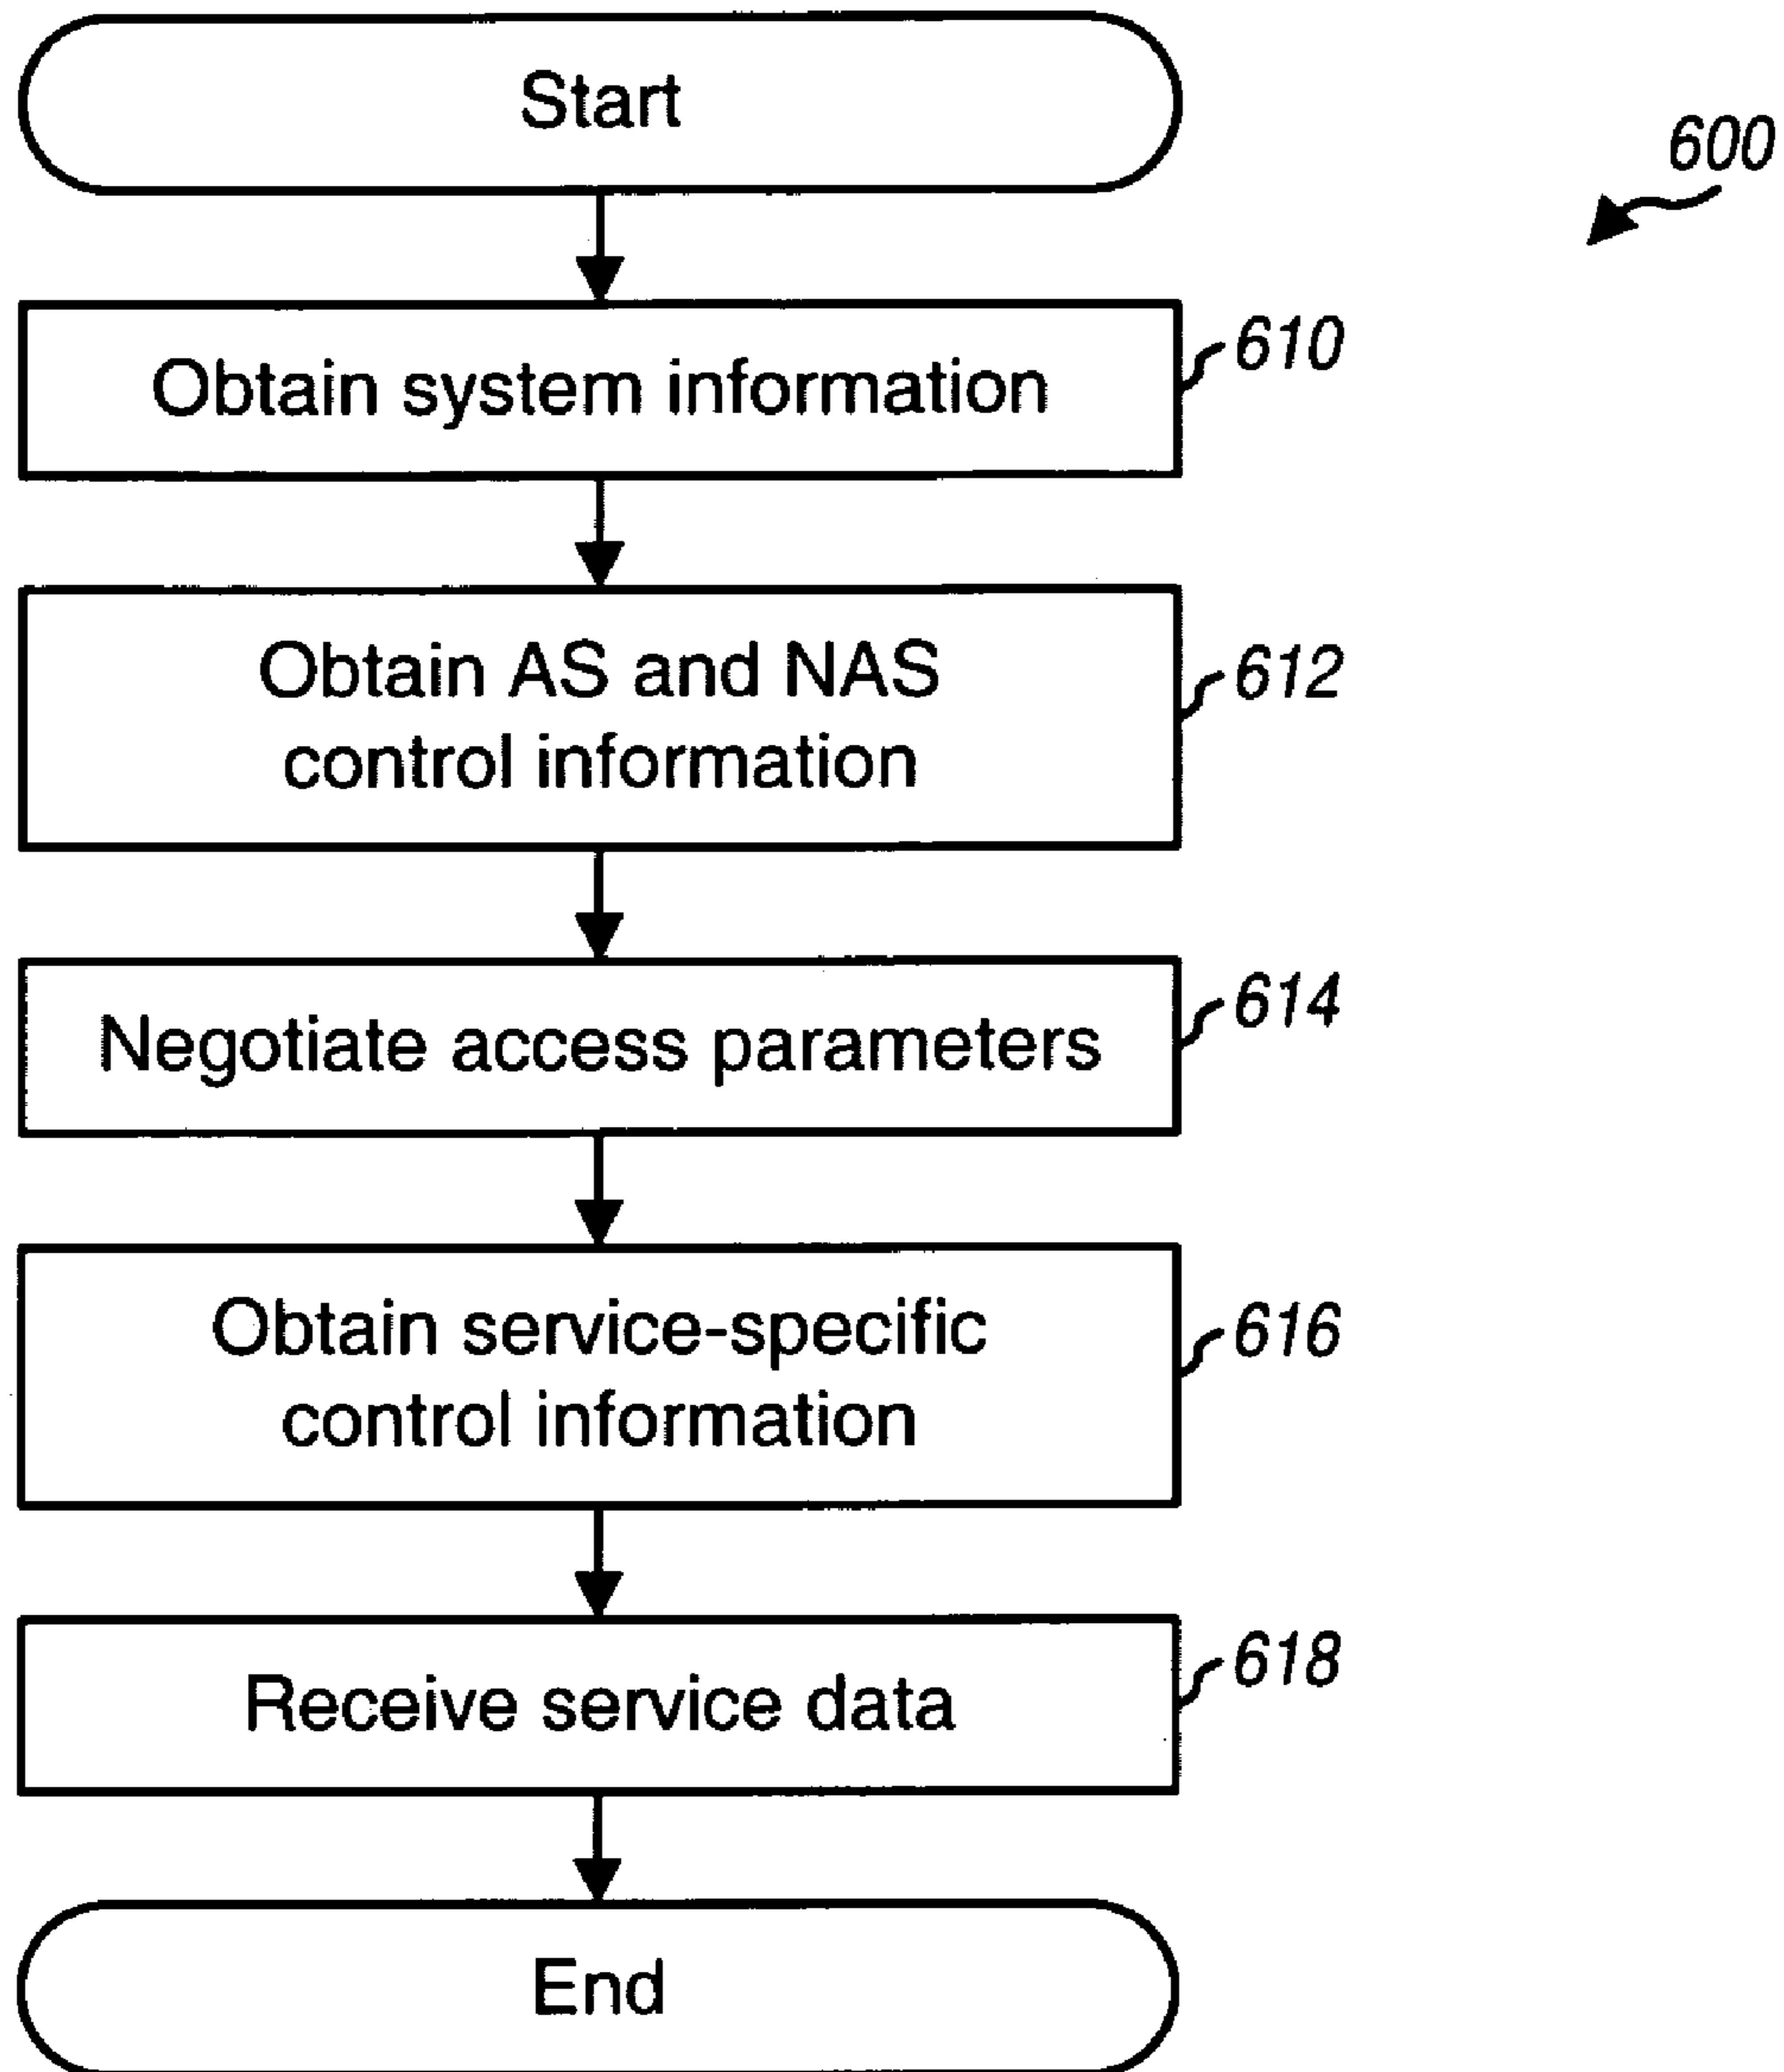 Start
600
Obtain system information
610
Obtain AS and NAS
control information
612
Negotiate access parameters
614
Obtain service-specific
control information
616
Receive service data
618
End